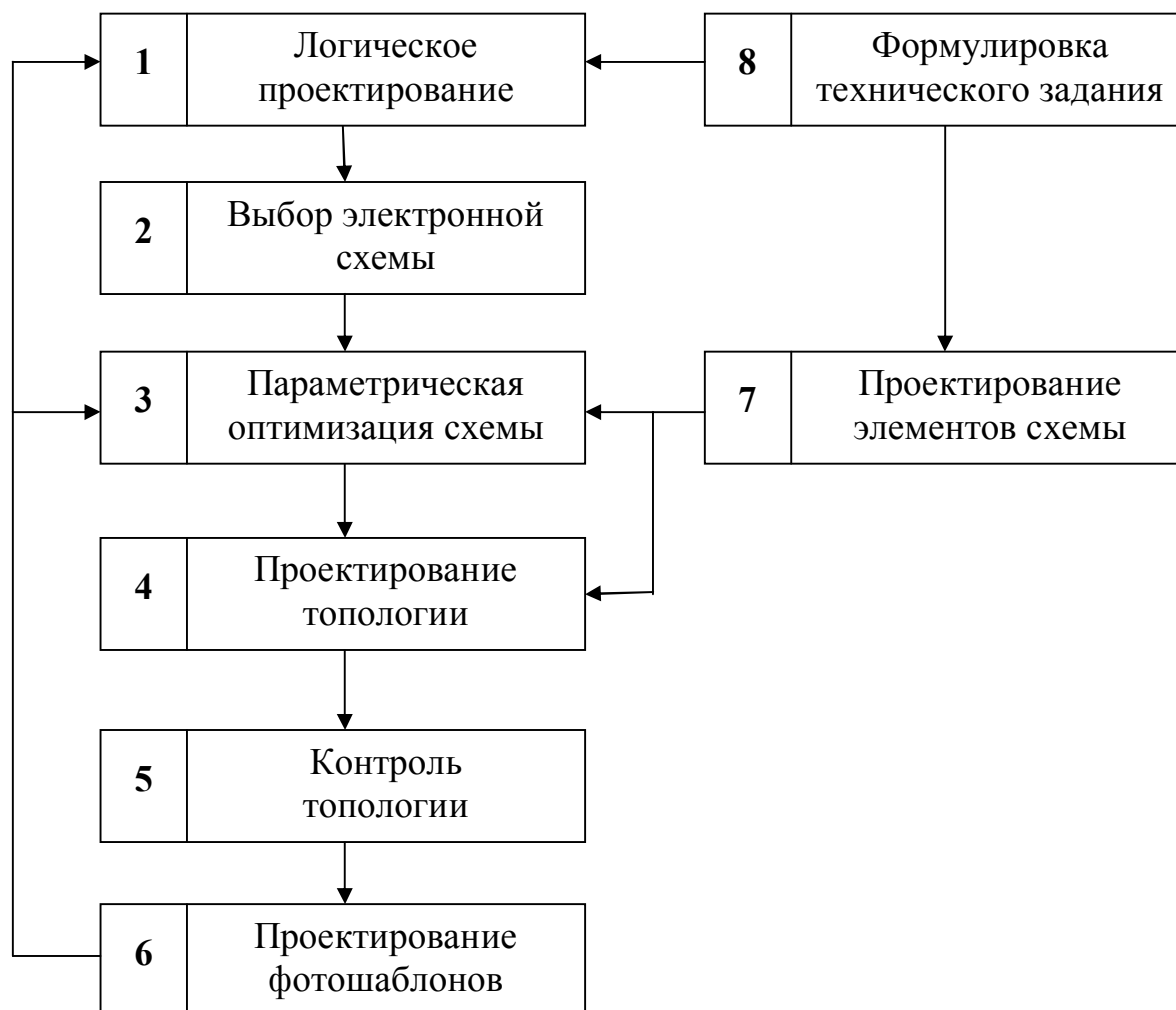 1
Логическое
проектирование
8
Формулировка
технического задания
2
Выбор электронной
схемы
3
Параметрическая
оптимизация схемы
7
Проектирование
элементов схемы
4
Проектирование
топологии
5
Контроль
топологии
6
Проектирование
фотошаблонов